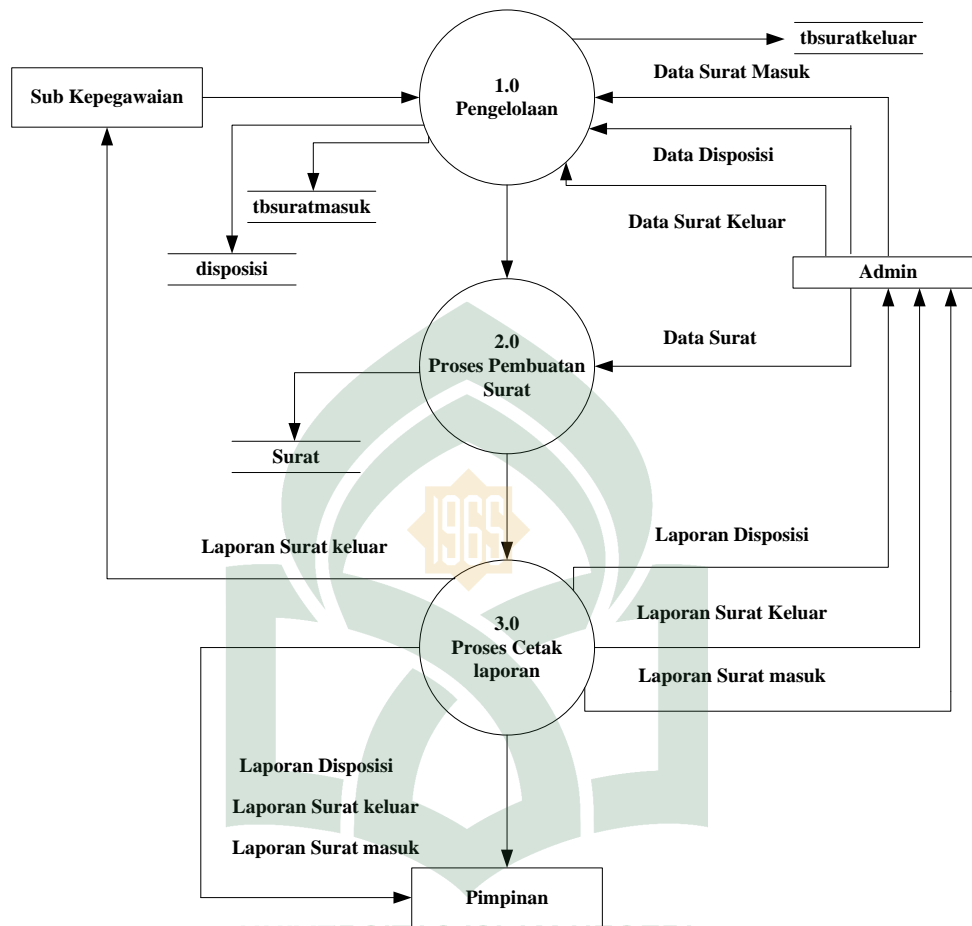 tbsuratkeluar
Data Surat Masuk
Sub Kepegawaian
1.0
Pengelolaan
Data Disposisi
tbsuratmasuk
Data Surat Keluar
disposisi
Admin
2.0
Proses Pembuatan
Surat
Data Surat
Surat
1965
Laporan Surat keluar
Laporan Disposisi
3.0
Proses Cetak
laporan
Laporan Surat Keluar
Laporan Surat masuk
Laporan Disposisi
Laporan Surat keluar
Laporan Surat masuk
Pimpinan